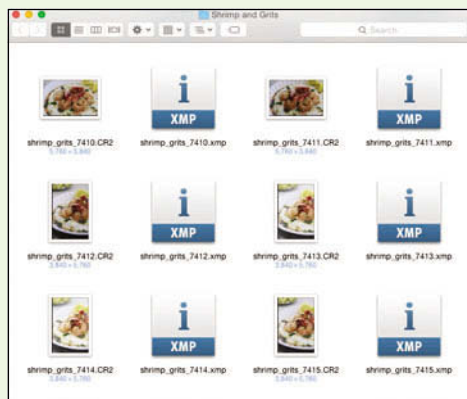 Shrimp and Grits
Search
i
XMP
i
XMP
shrimp_grits_7410.CR2
shrimp_grits_7410.xmp
shrimp_grits_7411.CR2
shrimp_grits_7411.xmp
5,760 × 3,840
5,760 × 3,840
i
XMP
i
XMP
shrimp_grits_7412.CR2
shrimp_grits_7412.xmp
shrimp_grits_7413.CR2
shrimp_grits_7413.xmp
3,840 × 5,760
3,840 × 5,760
i
XMP
i
XMP
shrimp_grits_7414.CR2
shrimp_grits_7414.xmp
shrimp_grits_7415.CR2
shrimp_grits_7415.xmp
3,840 × 5,760
3,840 × 5,760